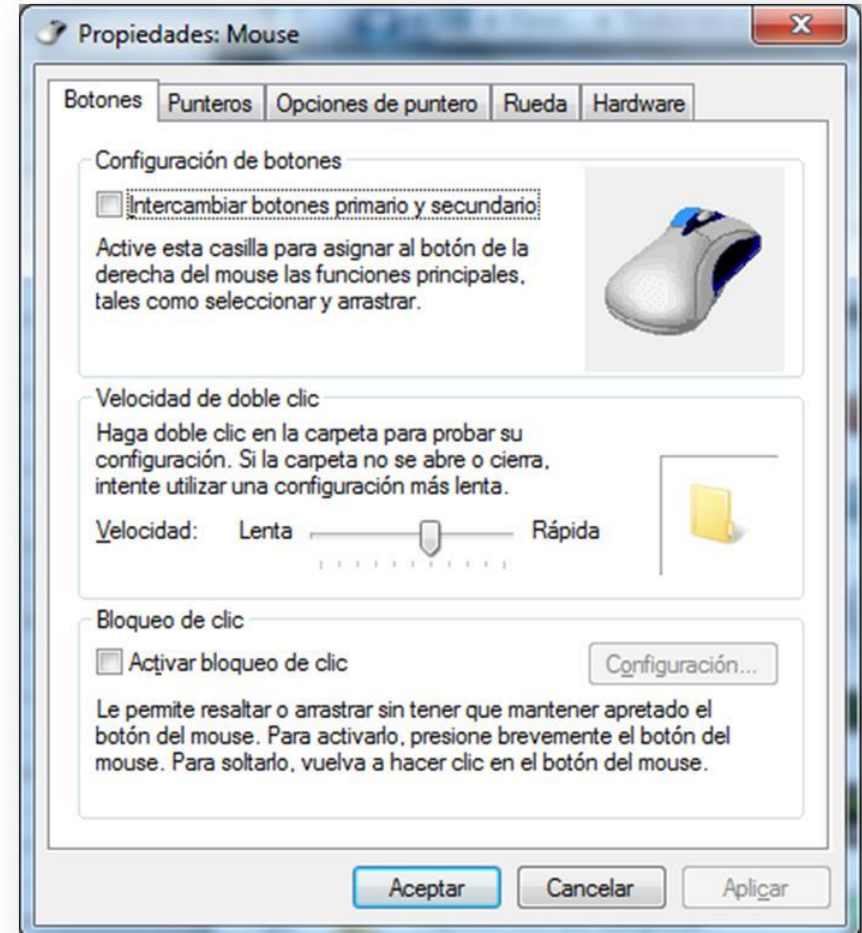 Propiedades: Mouse
Botones Punteros Opciones de puntero Rueda Hardware
Configuración de botones
Intercambiar botones primario y secundario
Active esta casilla para asignar al botón de la
derecha del mouse las funciones principales,
tales como seleccionar y arrastrar.
Velocidad de doble clic
Haga doble clic en la carpeta para probar su
configuración. Si la carpeta no se abre o cierra,
intente utilizar una configuración más lenta.
Velocidad: Lenta Rápida
Bloqueo de clic
Activar bloqueo de clic Configuración...
Le permite resaltar o arrastrar sin tener que mantener apretado el
botón del mouse. Para activarlo, presione brevemente el botón del
mouse. Para soltarlo, vuelva a hacer clic en el botón del mouse.
Aceptar Cancelar Aplicar